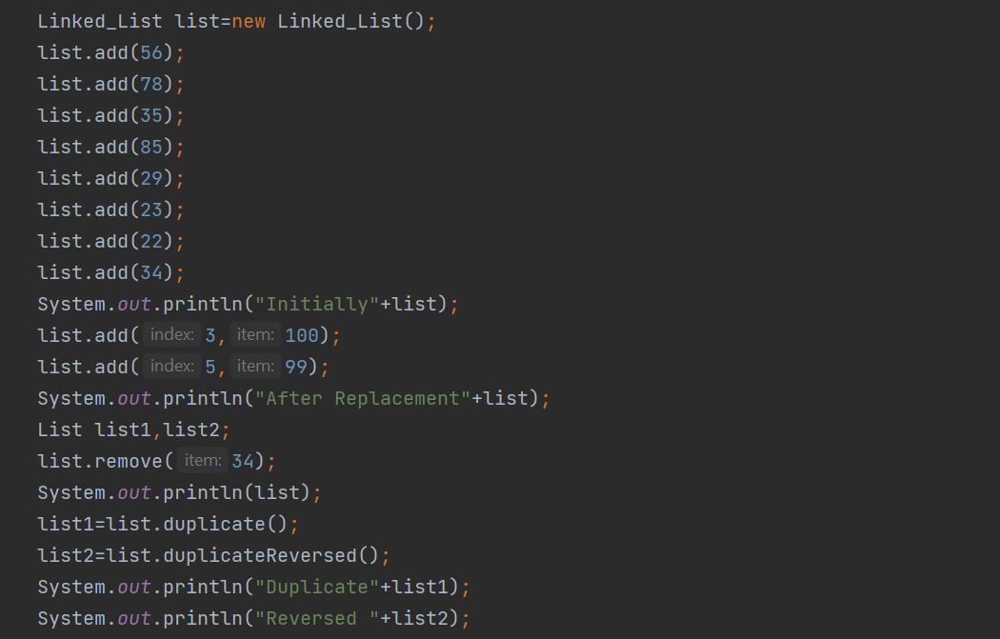 Linked_List list=new Linked_List();
list.add(56);
list.add(78);
list.add(35);
list.add(85);
list.add(29);
list.add(23);
list.add(22);
list.add(34);
System.out.println("Initially"+list);
list.add( index: 3, item: 100);
list.add( index: 5, item: 99);
System.out.println("After Replacement"+list);
List list1,list2;
list.remove( item: 34);
System.out.println(list);
list1=list.duplicate();
list2=list.duplicateReversed();
System.out.println("Duplicate"+list1);
System.out.println("Reversed "+list2);